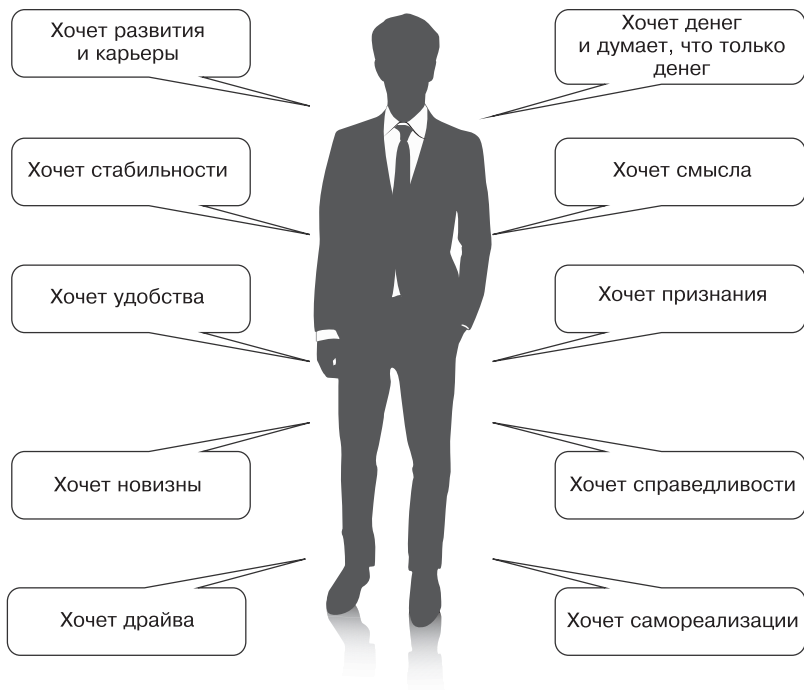 Хочет развития
и карьеры
Хочет денег
и думает, что только
денег
Хочет стабильности
Хочет смысла
Хочет удобства
Хочет признания
Хочет новизны
Хочет справедливости
Хочет драйва
Хочет самореализации